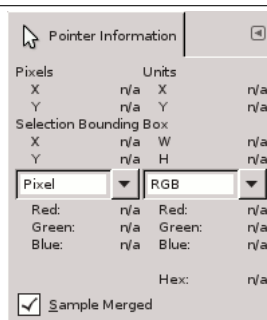 Pointer Information
Pixels Units
X n/a X n/a
Y n/a Y n/a
Selection Bounding Box
X n/a W n/a
Y n/a H n/a
Pixel RGB
Red: n/a Red: n/a
Green: n/a Green: n/a
Blue: n/a Blue: n/a
Hex: n/a
Sample Merged